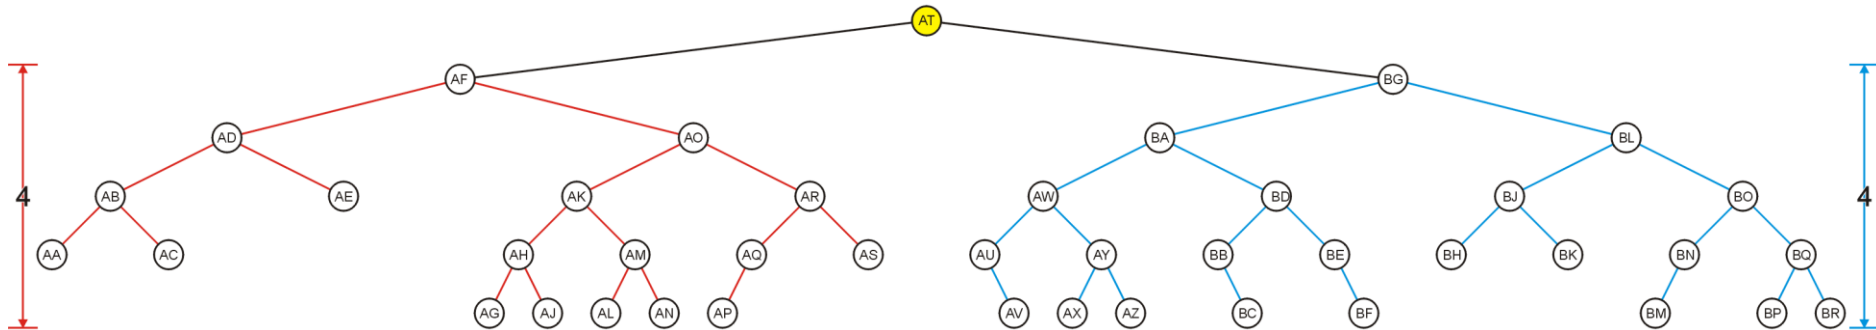 AT
AF BG
AD AO BA BL
4 AB AE AK AR AW BD BJ BO 4
AA AC AH AM AQ AS AU AY BB BE BH BK BN BQ
AG AJ AL AN AP AV AX AZ BC BF BM BP BR